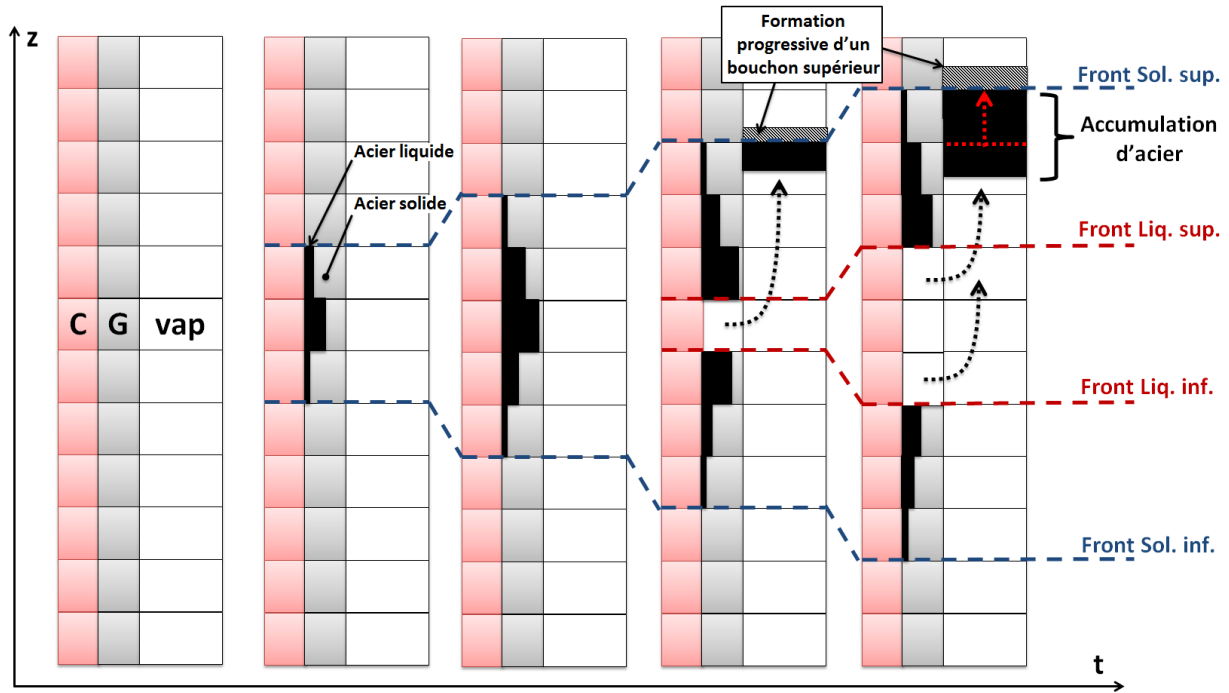 z
Formation
progressive d'un
bouchon supérieur
Front Sol. sup.
Accumulation
d'acier
Acier liquide
Acier solide
Front Liq. sup.
C G vap
Front Liq. inf.
Front Sol. inf.
t